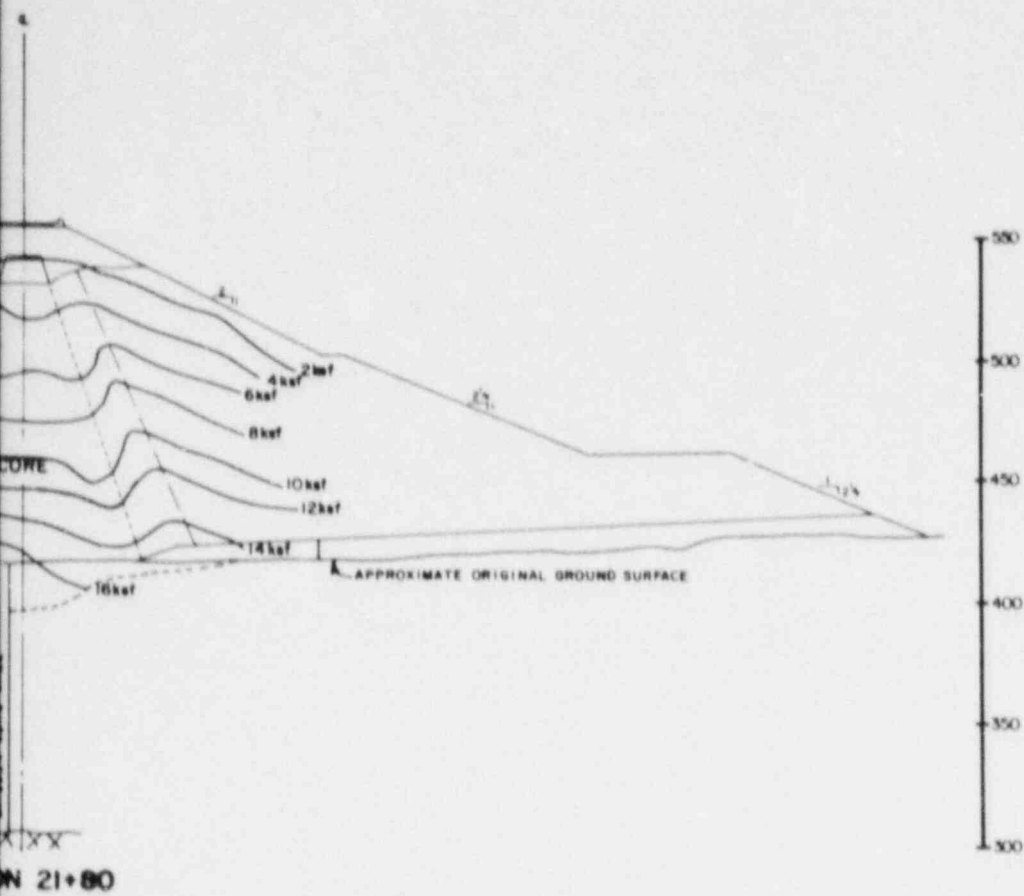 ℄
550
2ksf
500
4ksf
6ksf
8ksf
CORE
450
10ksf
12ksf
14ksf
APPROXIMATE ORIGINAL GROUND SURFACE
16ksf
400
350
300
N 21+80